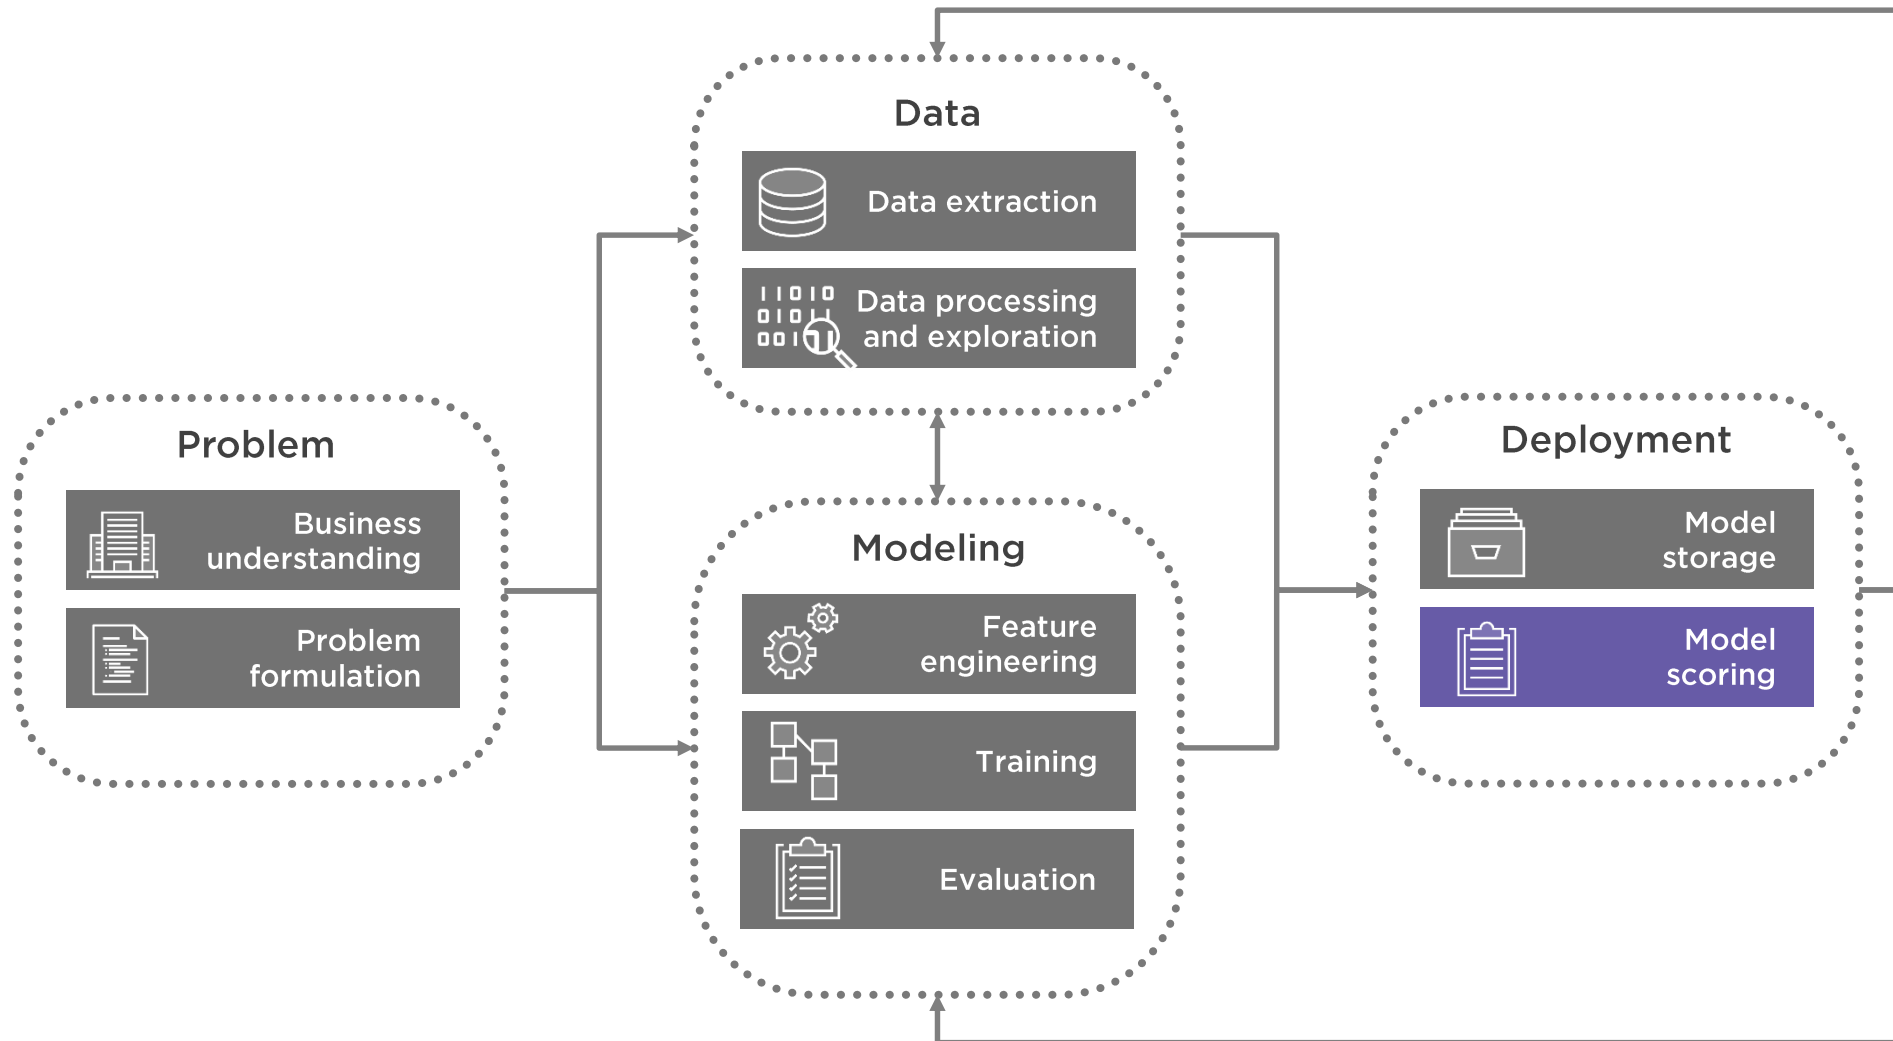 Data
Data extraction
11010
Data processing
and exploration
Problem
Business
understanding
Problem
formulation
Modeling
Feature
engineering
Training
Evaluation
Deployment
Model
storage
Model
scoring